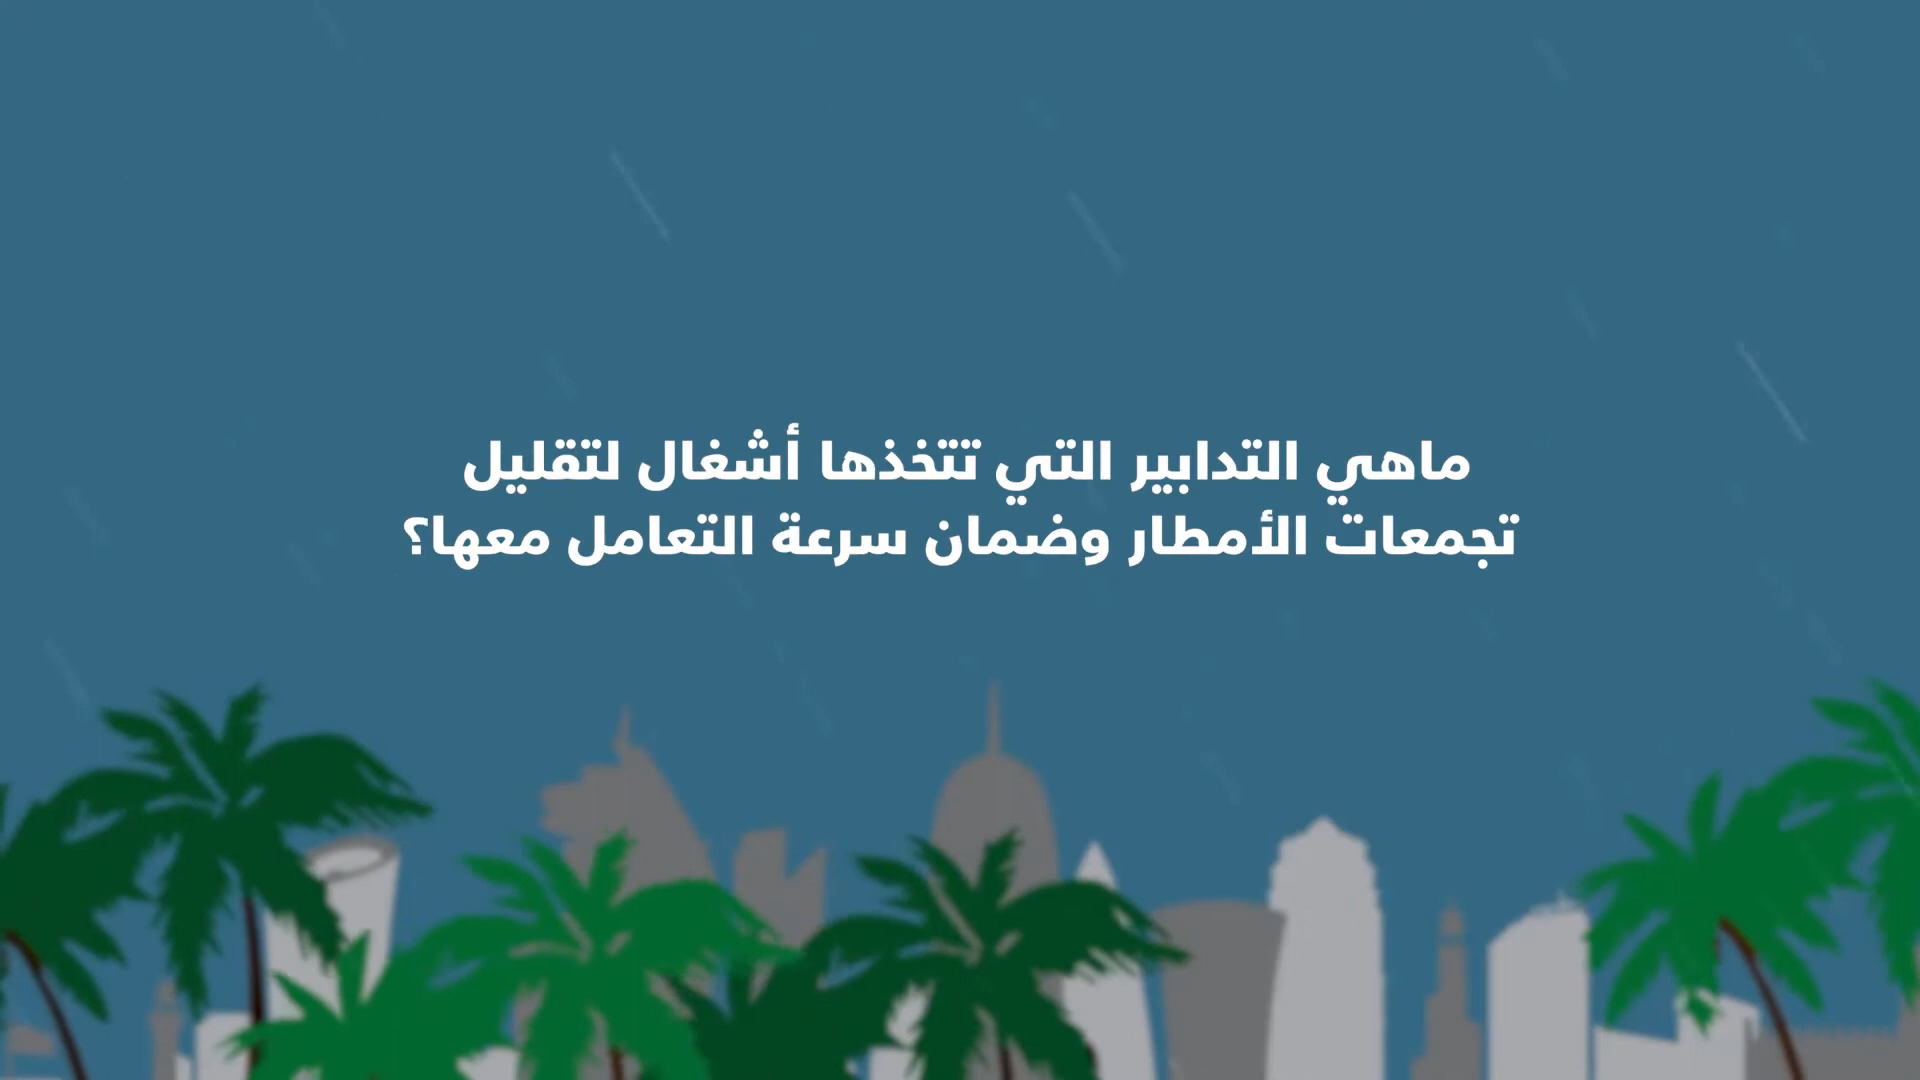 ماهي التدابير التي تتخذها أشغال لتقليل
تجمعات الأمطار وضمان سرعة التعامل معها؟